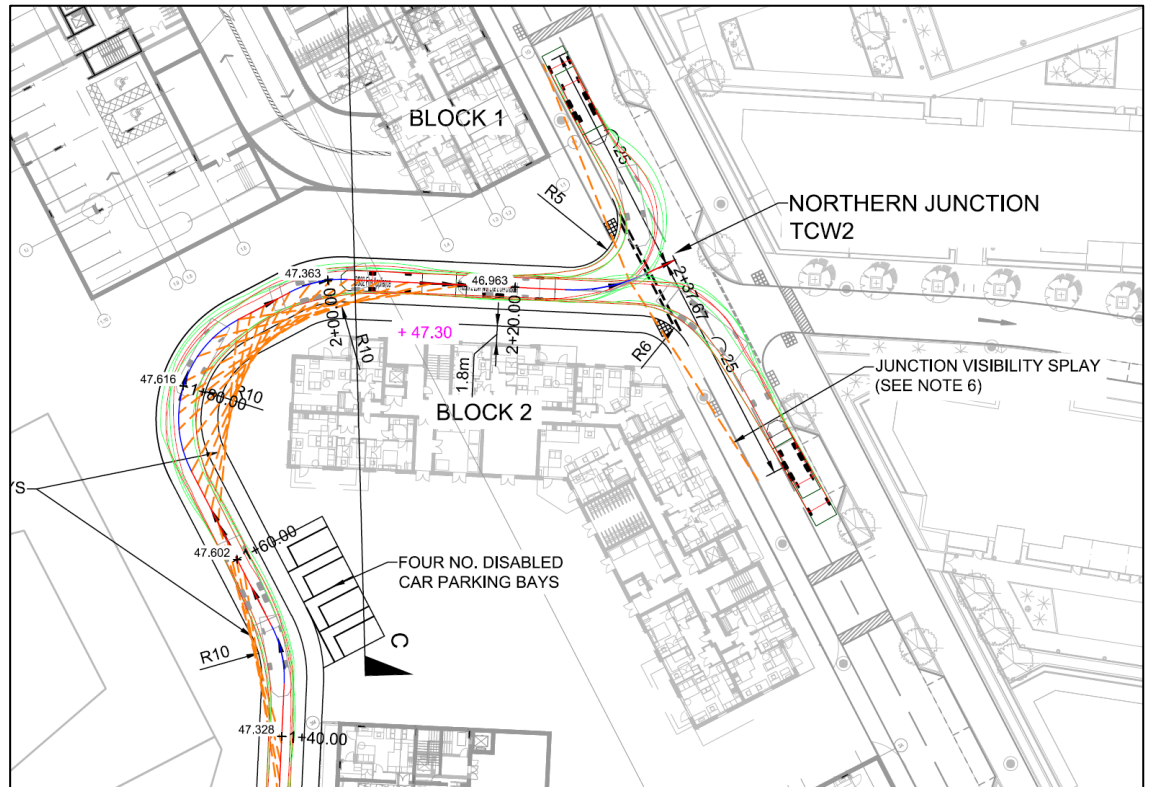 BLOCK 1
25
R5
NORTHERN JUNCTION
TCW2
47.363
46.963
2+00.00
2+20.00
2+37.67
+ 47.30
R10
R6
1.8m
25
JUNCTION VISIBILITY SPLAY
(SEE NOTE 6)
47.616
1+80.00
R10
BLOCK 2
YS
47.602
1+60.00
FOUR NO. DISABLED
CAR PARKING BAYS
R10
C
47.328
1+40.00